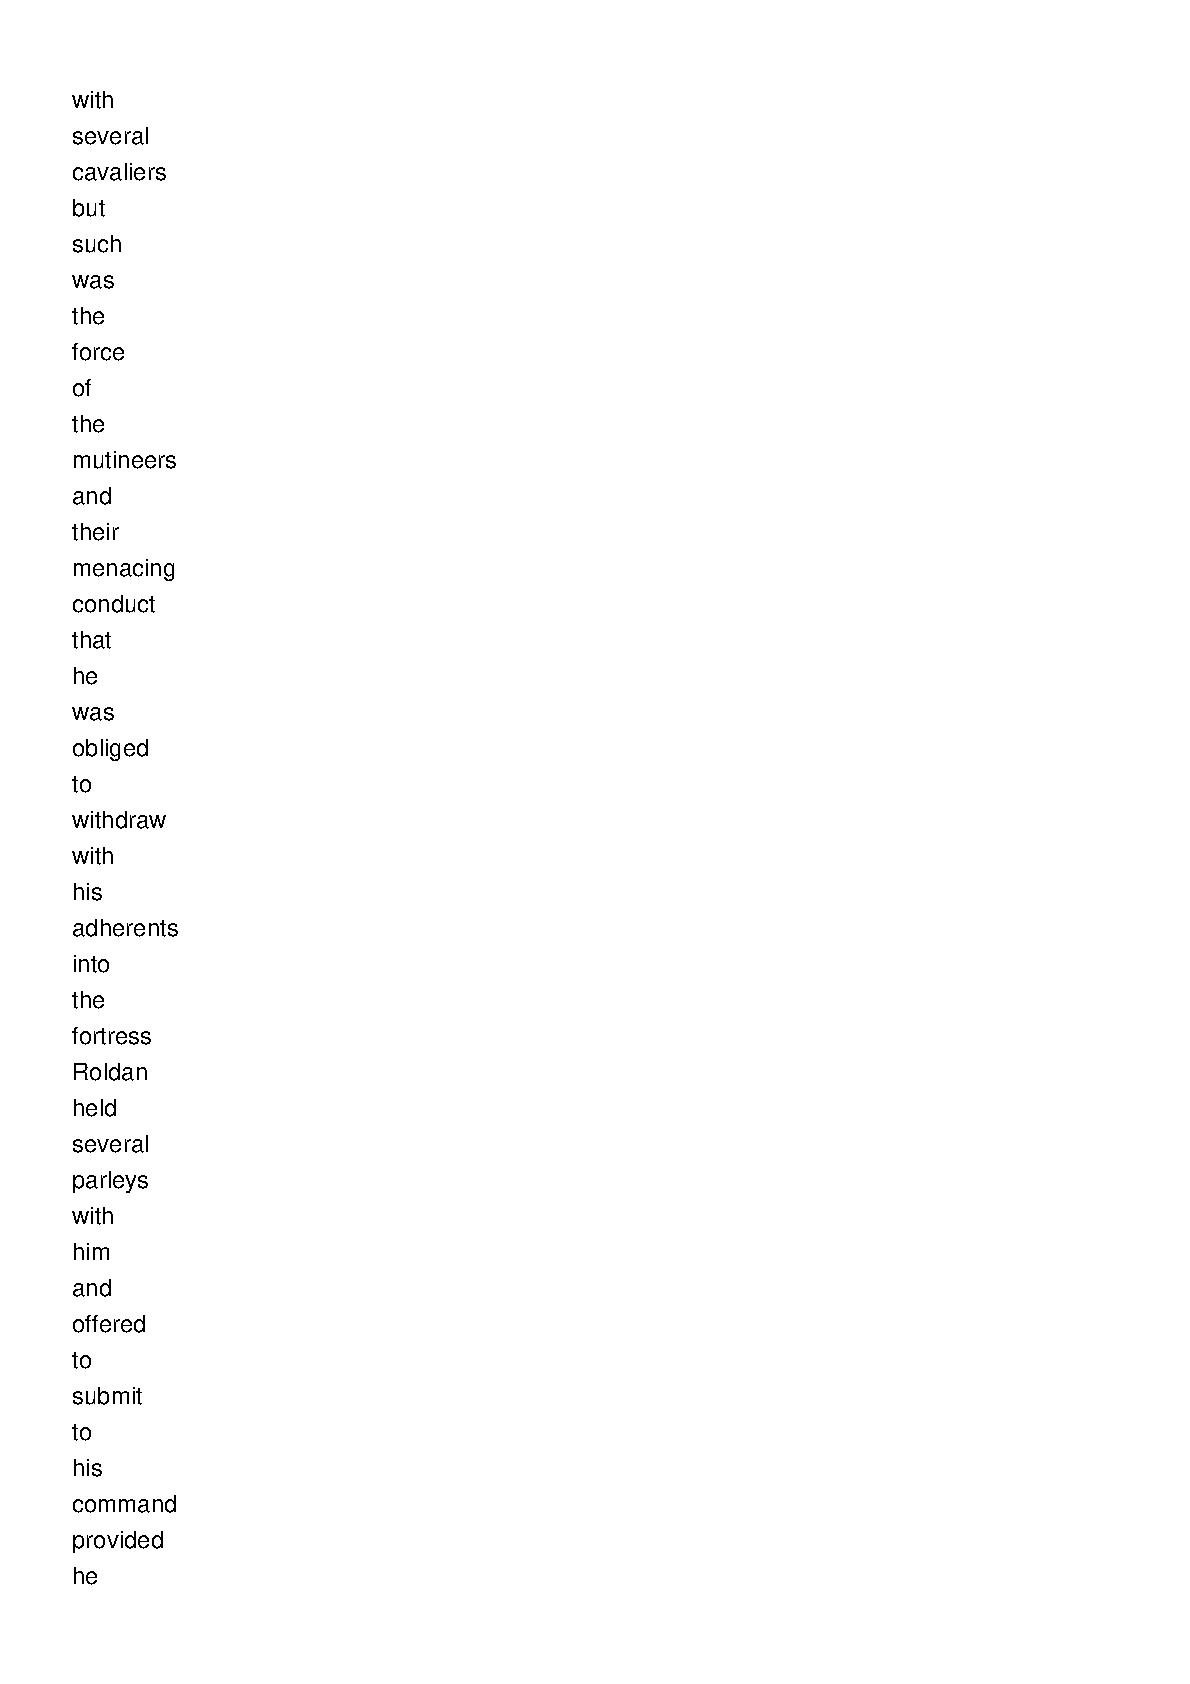 with
several
cavaliers
but
such
was
the
force
of
the
mutineers
and
their
menacing
conduct
that
he
was
obliged
to
withdraw
with
his
adherents
into
the
fortress
Roldan
held
several
parleys
with
him
and
offered
to
submit
to
his
command
provided
he